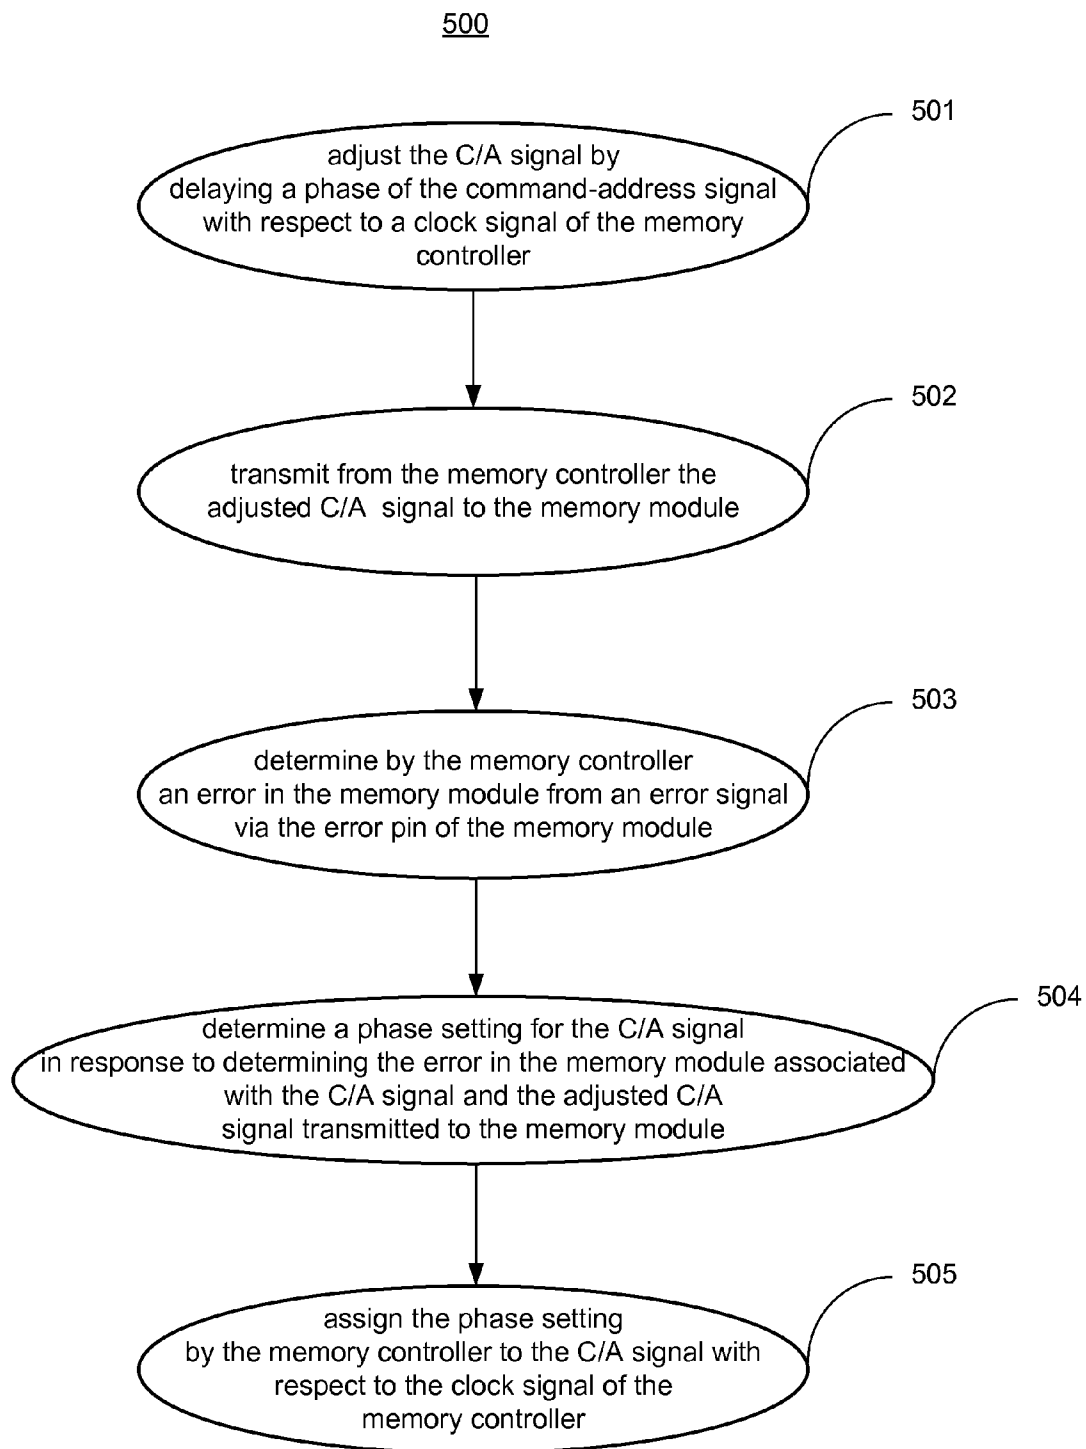 500
501
adjust the C/A signal by
delaying a phase of the command-address signal
with respect to a clock signal of the memory
controller
502
transmit from the memory controller the
adjusted C/A signal to the memory module
503
determine by the memory controller
an error in the memory module from an error signal
via the error pin of the memory module
504
determine a phase setting for the C/A signal
in response to determining the error in the memory module associated
with the C/A signal and the adjusted C/A
signal transmitted to the memory module
505
assign the phase setting
by the memory controller to the C/A signal with
respect to the clock signal of the
memory controller